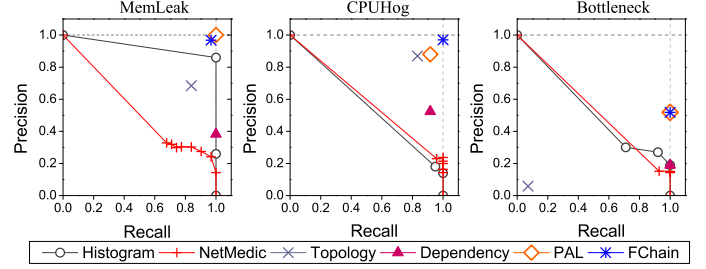 MemLeak CPUHog Bottleneck
1.0 1.0 1.0
0.8 0.8 0.8
0.6 0.6 0.6
0.4 0.4 0.4
0.2 0.2 0.2
0.0 0.0 0.0
Precision Precision Precision
0.0 0.2 0.4 0.6 0.8 1.0 0.0 0.2 0.4 0.6 0.8 1.0 0.0 0.2 0.4 0.6 0.8 1.0
Recall Recall Recall
Histogram NetMedic Topology Dependency PAL FChain